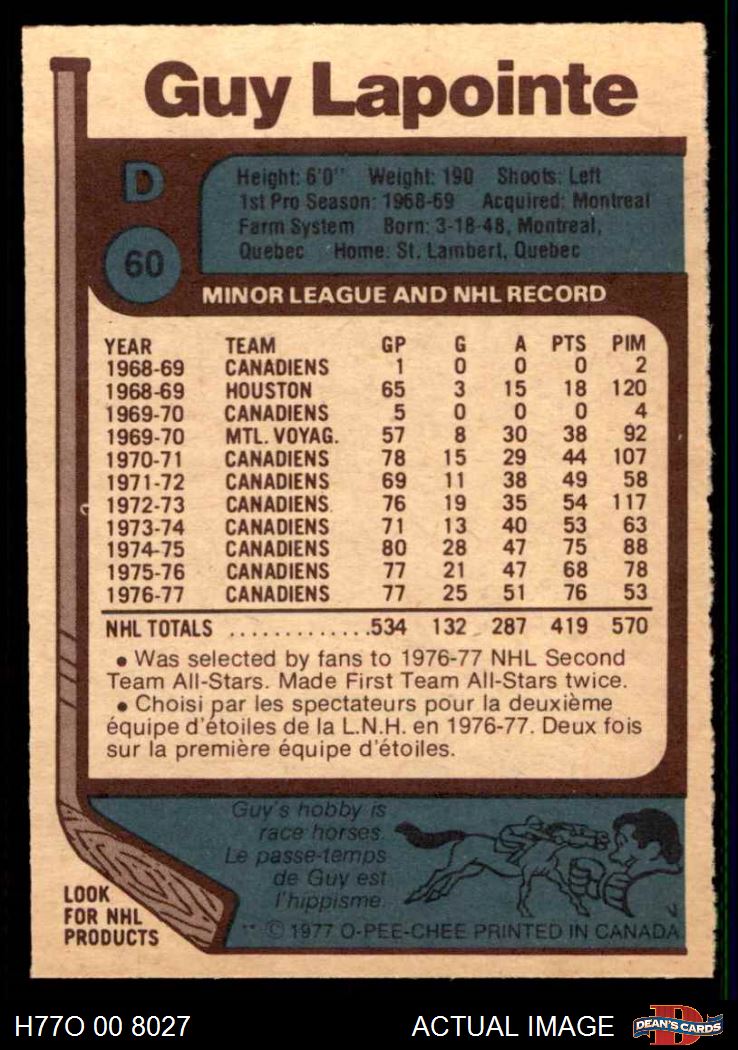 Guy Lapointe
D
60
Height: 6'0" Weight: 190 Shoots: Left
1st Pro Season: 1968-69 Acquired: Montreal
Farm System Born: 3-18-48, Montreal,
Quebec Home: St. Lambert, Quebec
MINOR LEAGUE AND NHL RECORD
YEAR TEAM GP G A PTS PIM
1968-69 CANADIENS 1 0 0 0 2
1968-69 HOUSTON 65 3 15 18 120
1969-70 CANADIENS 5 0 0 0 4
1969-70 MTL. VOYAG. 57 8 30 38 92
1970-71 CANADIENS 78 15 29 44 107
1971-72 CANADIENS 69 11 38 49 58
1972-73 CANADIENS 76 19 35 54 117
1973-74 CANADIENS 71 13 40 53 63
1974-75 CANADIENS 80 28 47 75 88
1975-76 CANADIENS 77 21 47 68 78
1976-77 CANADIENS 77 25 51 76 53
NHL TOTALS .............534 132 287 419 570
• Was selected by fans to 1976-77 NHL Second
Team All-Stars. Made First Team All-Stars twice.
• Choisi par les spectateurs pour la deuxième
équipe d'étoiles de la L.N.H. en 1976-77. Deux fois
sur la première équipe d'étoiles.
Guy's hobby is
race horses.
Le passe-temps
de Guy est
l'hippisme.
LOOK
FOR NHL
PRODUCTS
** © 1977 O-PEE-CHEE PRINTED IN CANADA
H77O 00 8027 ACTUAL IMAGE
DEAN'S CARDS